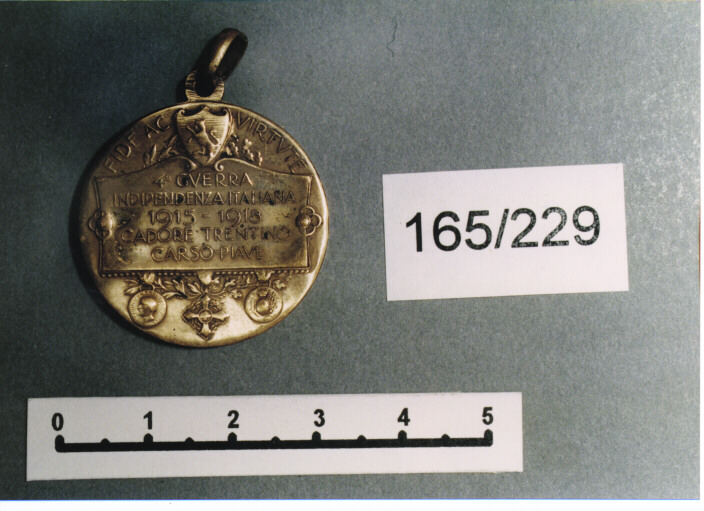 FIDE AC VIRTVTE
4ª GVERRA
INDIPENDENZA ITALIANA
1915 - 1918
CADORE TRENTINO
CARSO-PIAVE
165/229
0 1 2 3 4 5